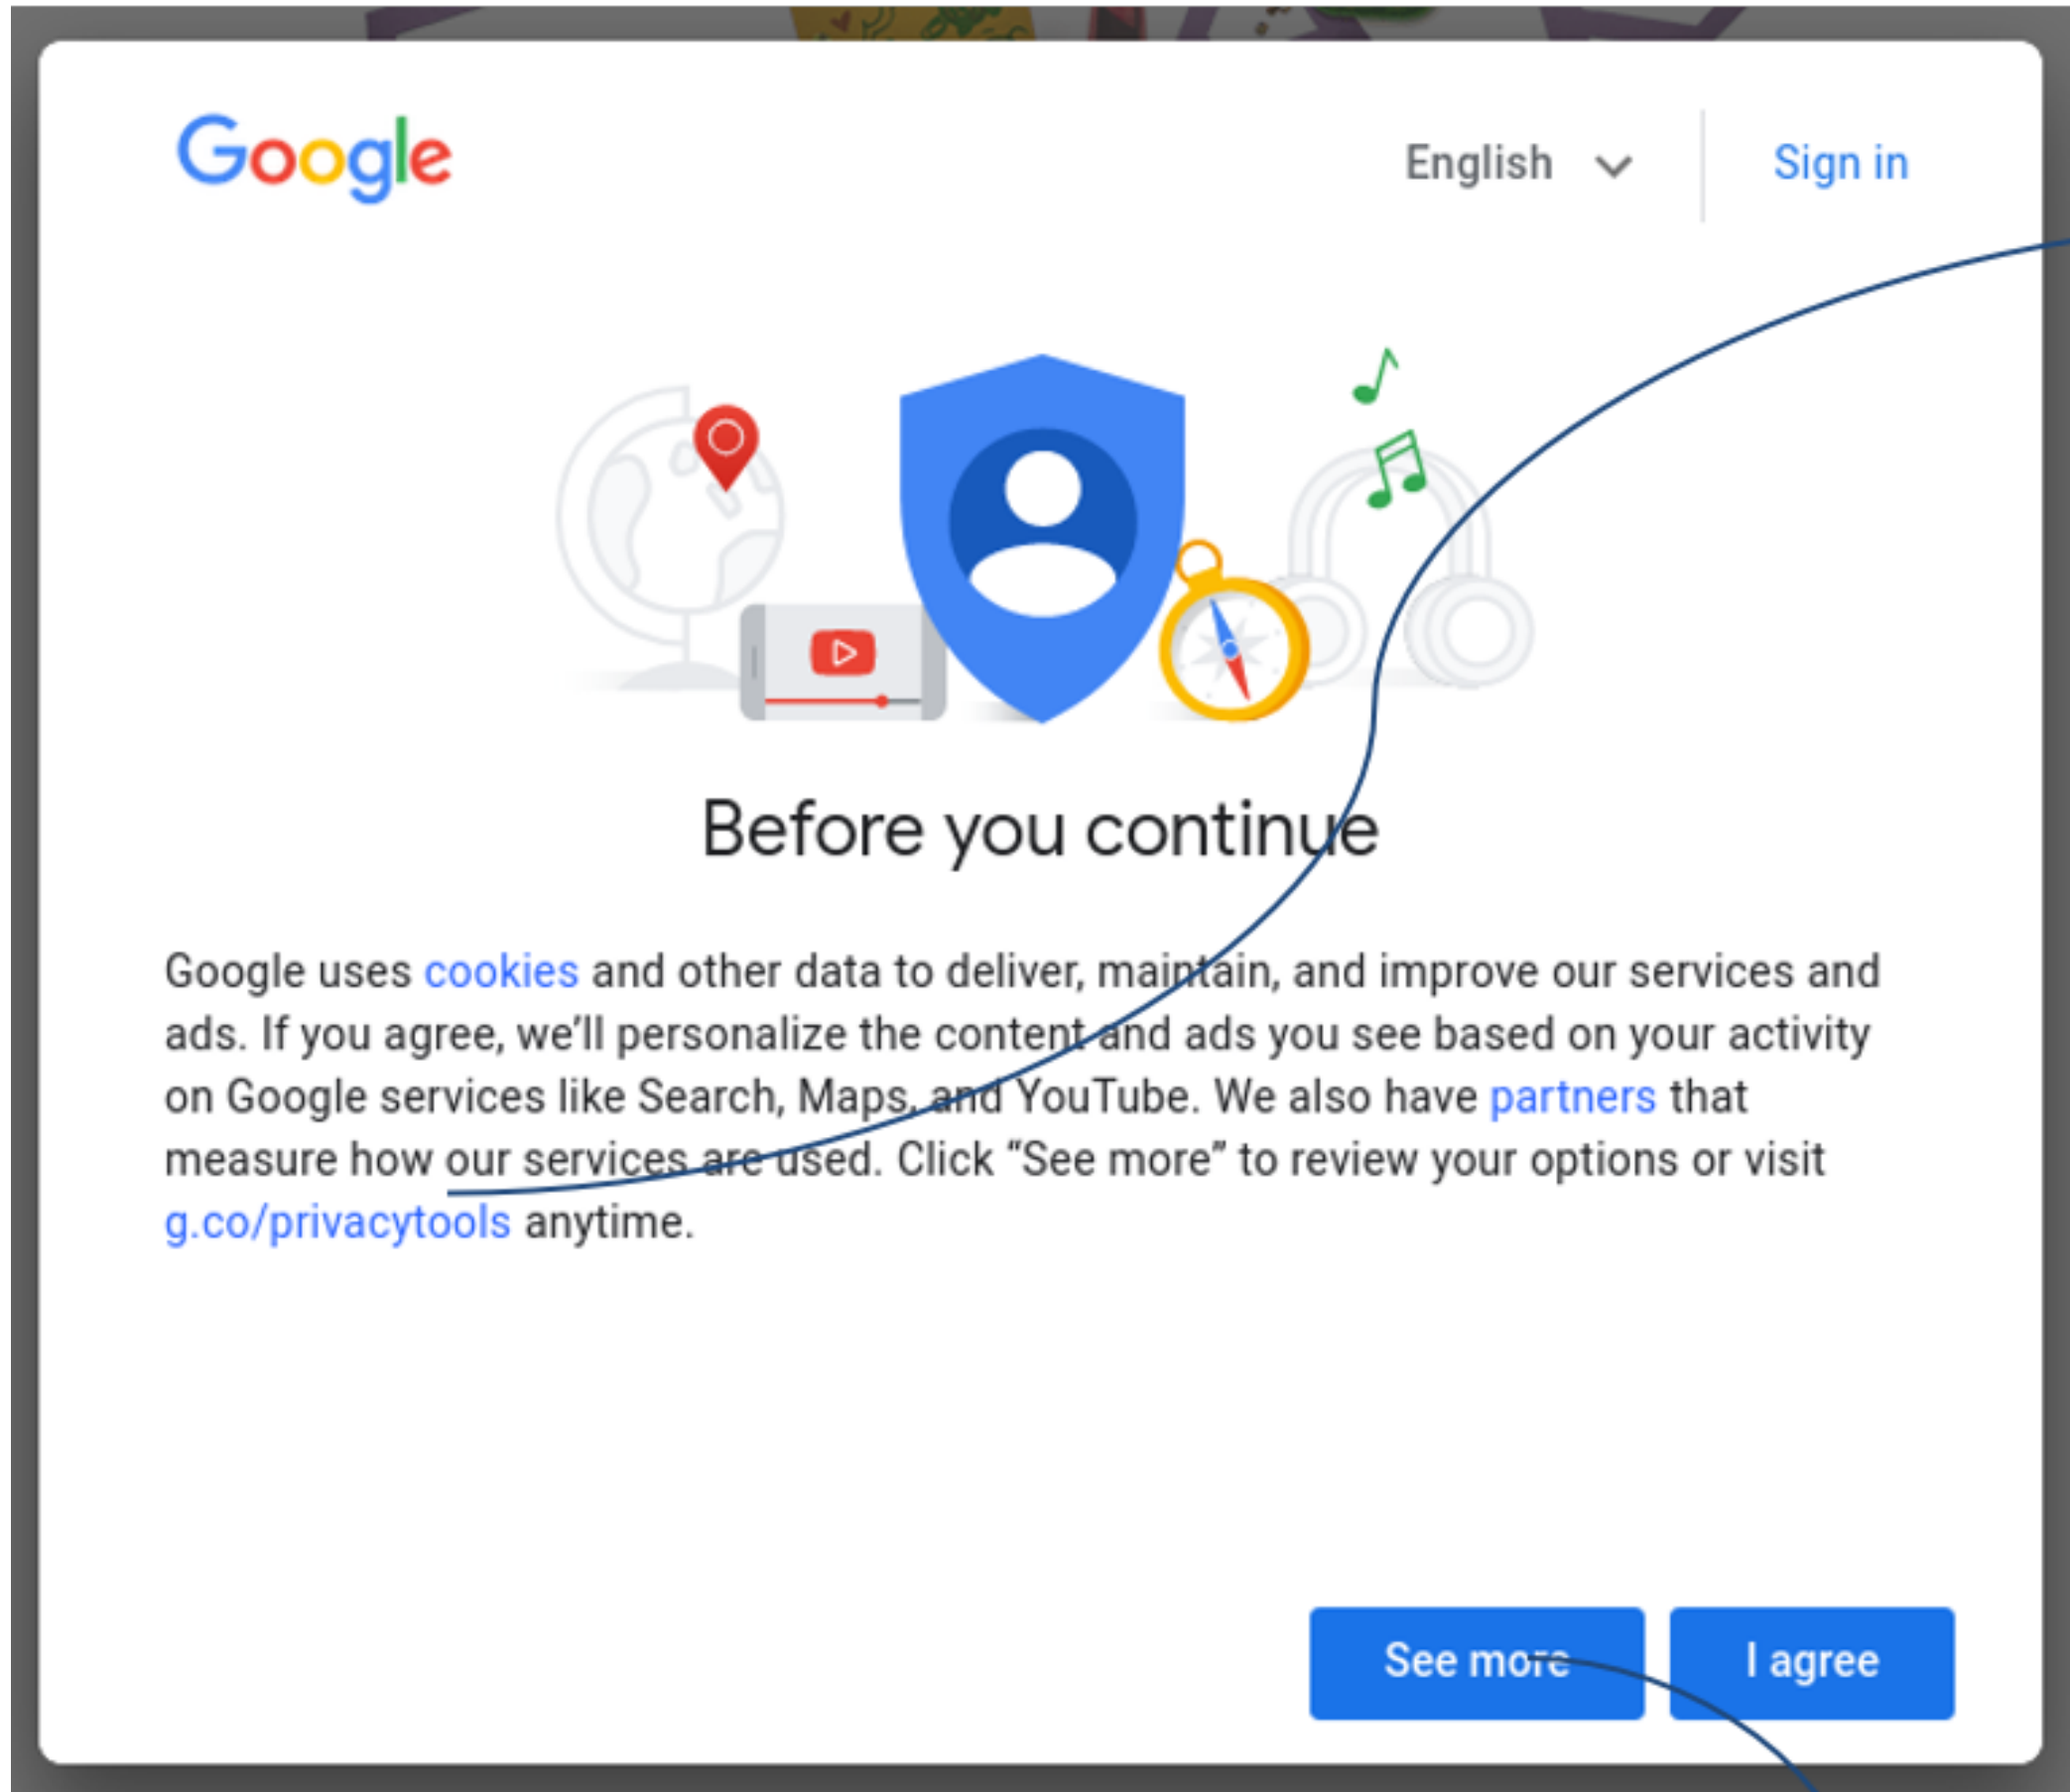 Google
English
Sign in
Before you continue
Google uses cookies and other data to deliver, maintain, and improve our services and
ads. If you agree, we’ll personalize the content and ads you see based on your activity
on Google services like Search, Maps, and YouTube. We also have partners that
measure how our services are used. Click “See more” to review your options or visit
g.co/privacytools anytime.
See more
I agree